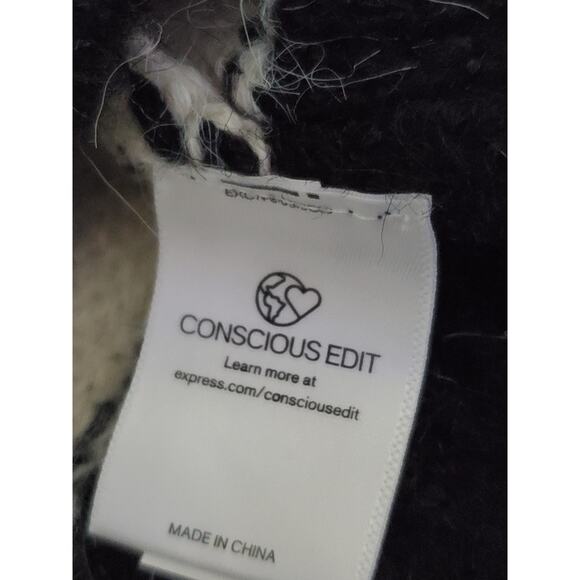 CONSCIOUS EDIT
Learn more at
express.com/consciousedit
MADE IN CHINA